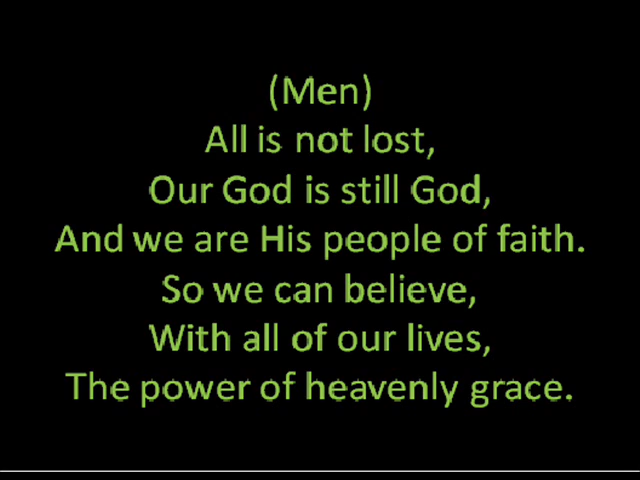 (Men)
All is not lost,
Our God is still God,
And we are His people of faith.
So we can believe,
With all of our lives,
The power of heavenly grace.